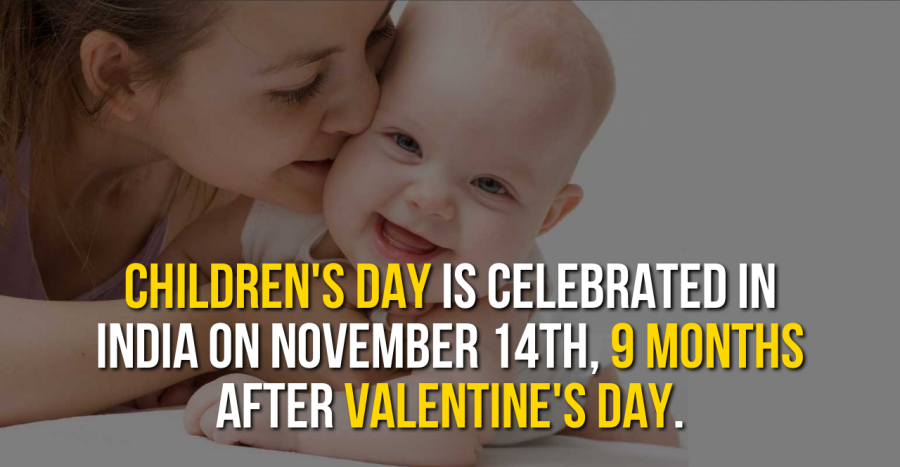 CHILDREN'S DAY IS CELEBRATED IN
INDIA ON NOVEMBER 14TH, 9 MONTHS
AFTER VALENTINE'S DAY.